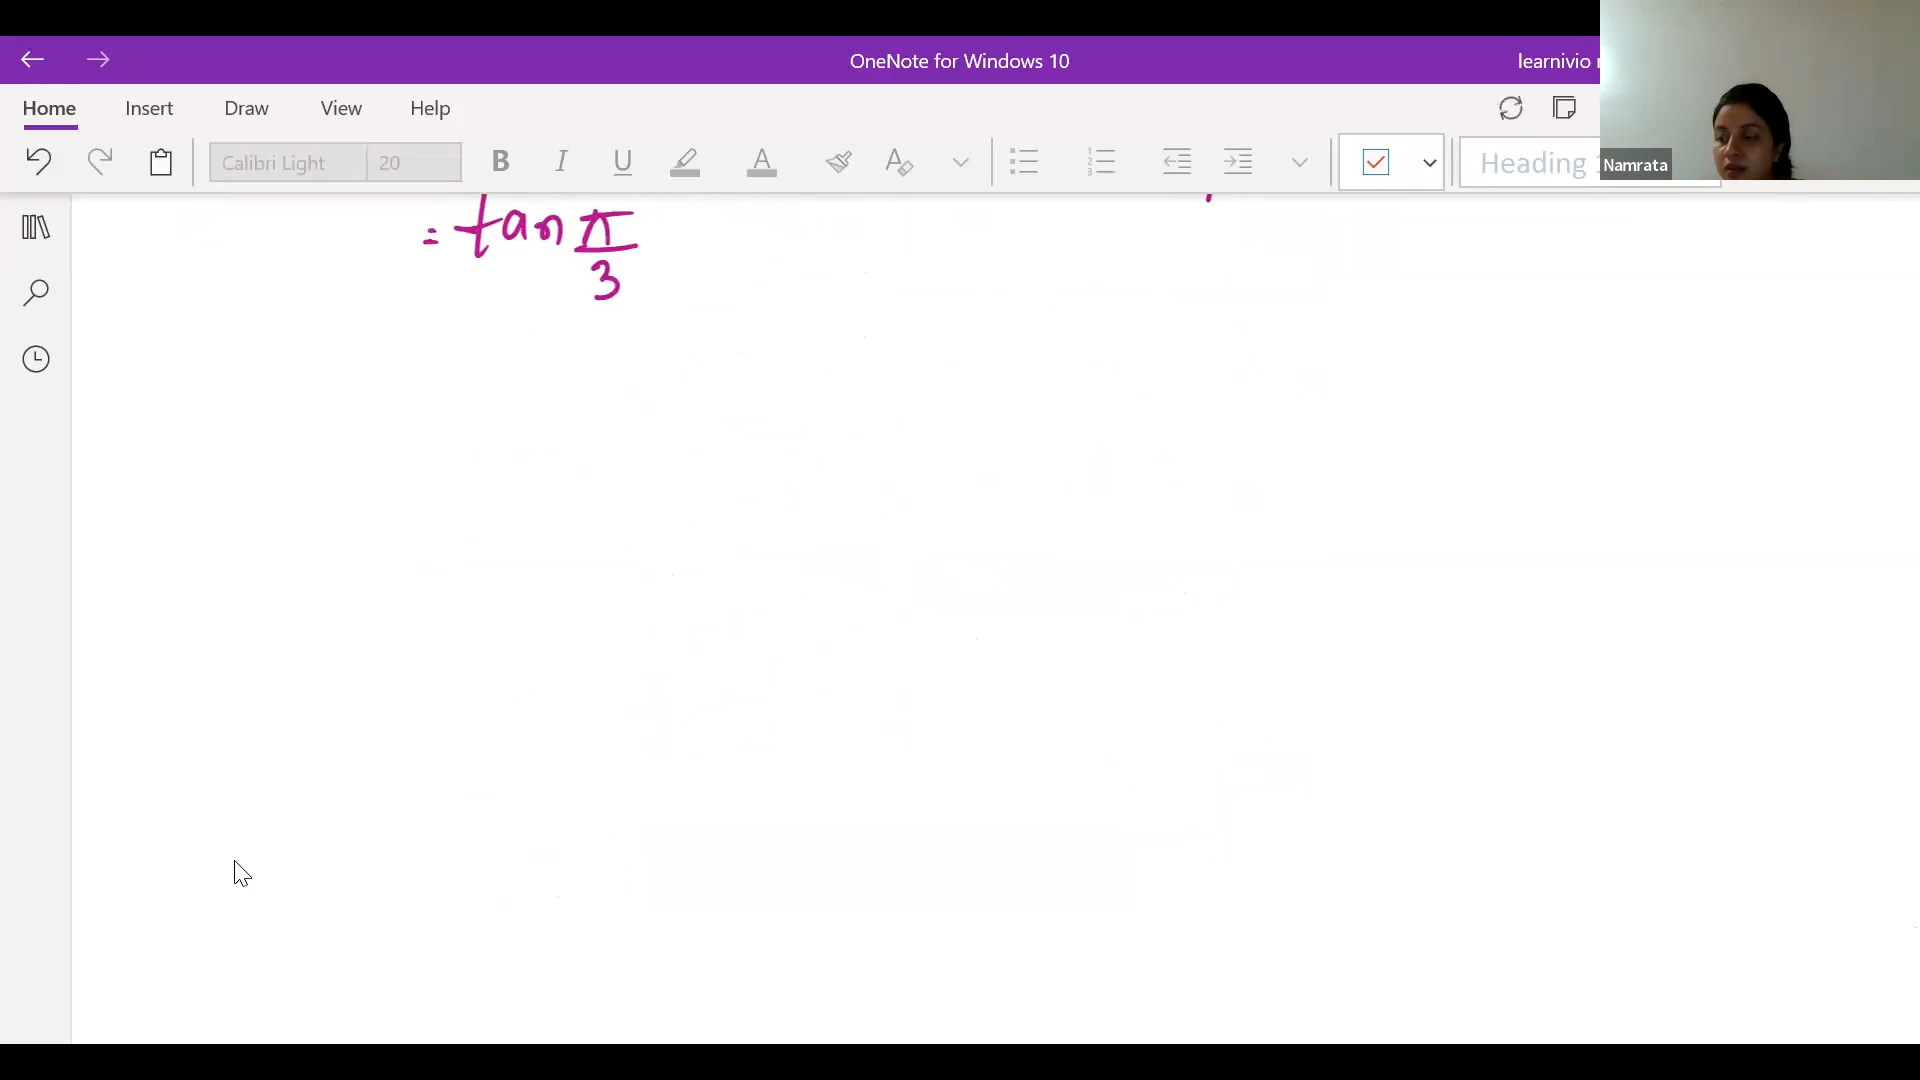 OneNote for Windows 10
learnivio
Home Insert Draw View Help
Calibri Light 20 B I U A A Heading
Namrata
= tan π
3